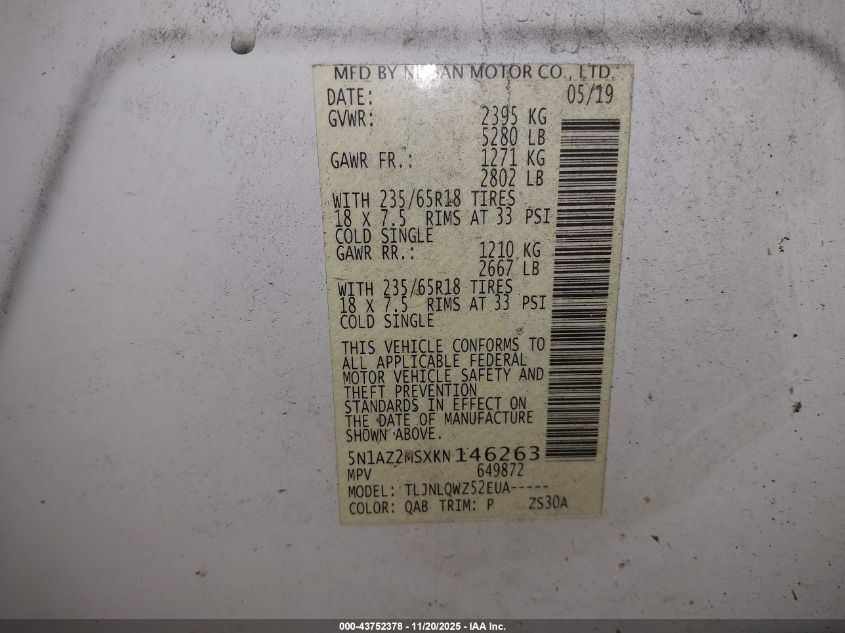 MFD BY NISSAN MOTOR CO., LTD.
DATE: 05/19
GVWR: 2395 KG
5280 LB
GAWR FR.: 1271 KG
2802 LB
WITH 235/65R18 TIRES
18 X 7.5 RIMS AT 33 PSI
COLD SINGLE
GAWR RR.: 1210 KG
2667 LB
WITH 235/65R18 TIRES
18 X 7.5 RIMS AT 33 PSI
COLD SINGLE
THIS VEHICLE CONFORMS TO
ALL APPLICABLE FEDERAL
MOTOR VEHICLE SAFETY AND
THEFT PREVENTION
STANDARDS IN EFFECT ON
THE DATE OF MANUFACTURE
SHOWN ABOVE.
5N1AZ2MSXKN146263
MPV 649872
MODEL: TLJNLQWZ52EUA-----
COLOR: QAB TRIM: P ZS30A
000-43752378 - 11/20/2025 - IAA Inc.